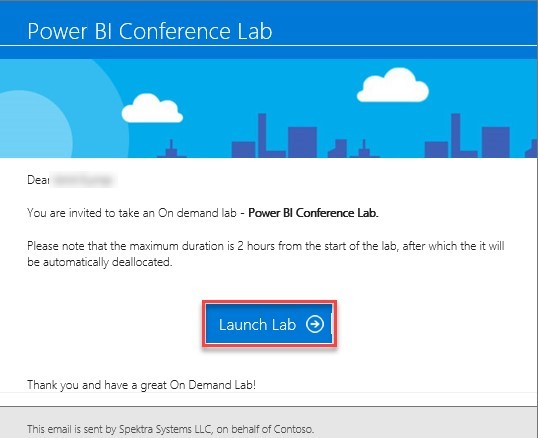 Power BI Conference Lab
Dear
You are invited to take an On demand lab - Power BI Conference Lab.
Please note that the maximum duration is 2 hours from the start of the lab, after which the it will
be automatically deallocated.
Launch Lab
Thank you and have a great On Demand Lab!
This email is sent by Spektra Systems LLC, on behalf of Contoso.